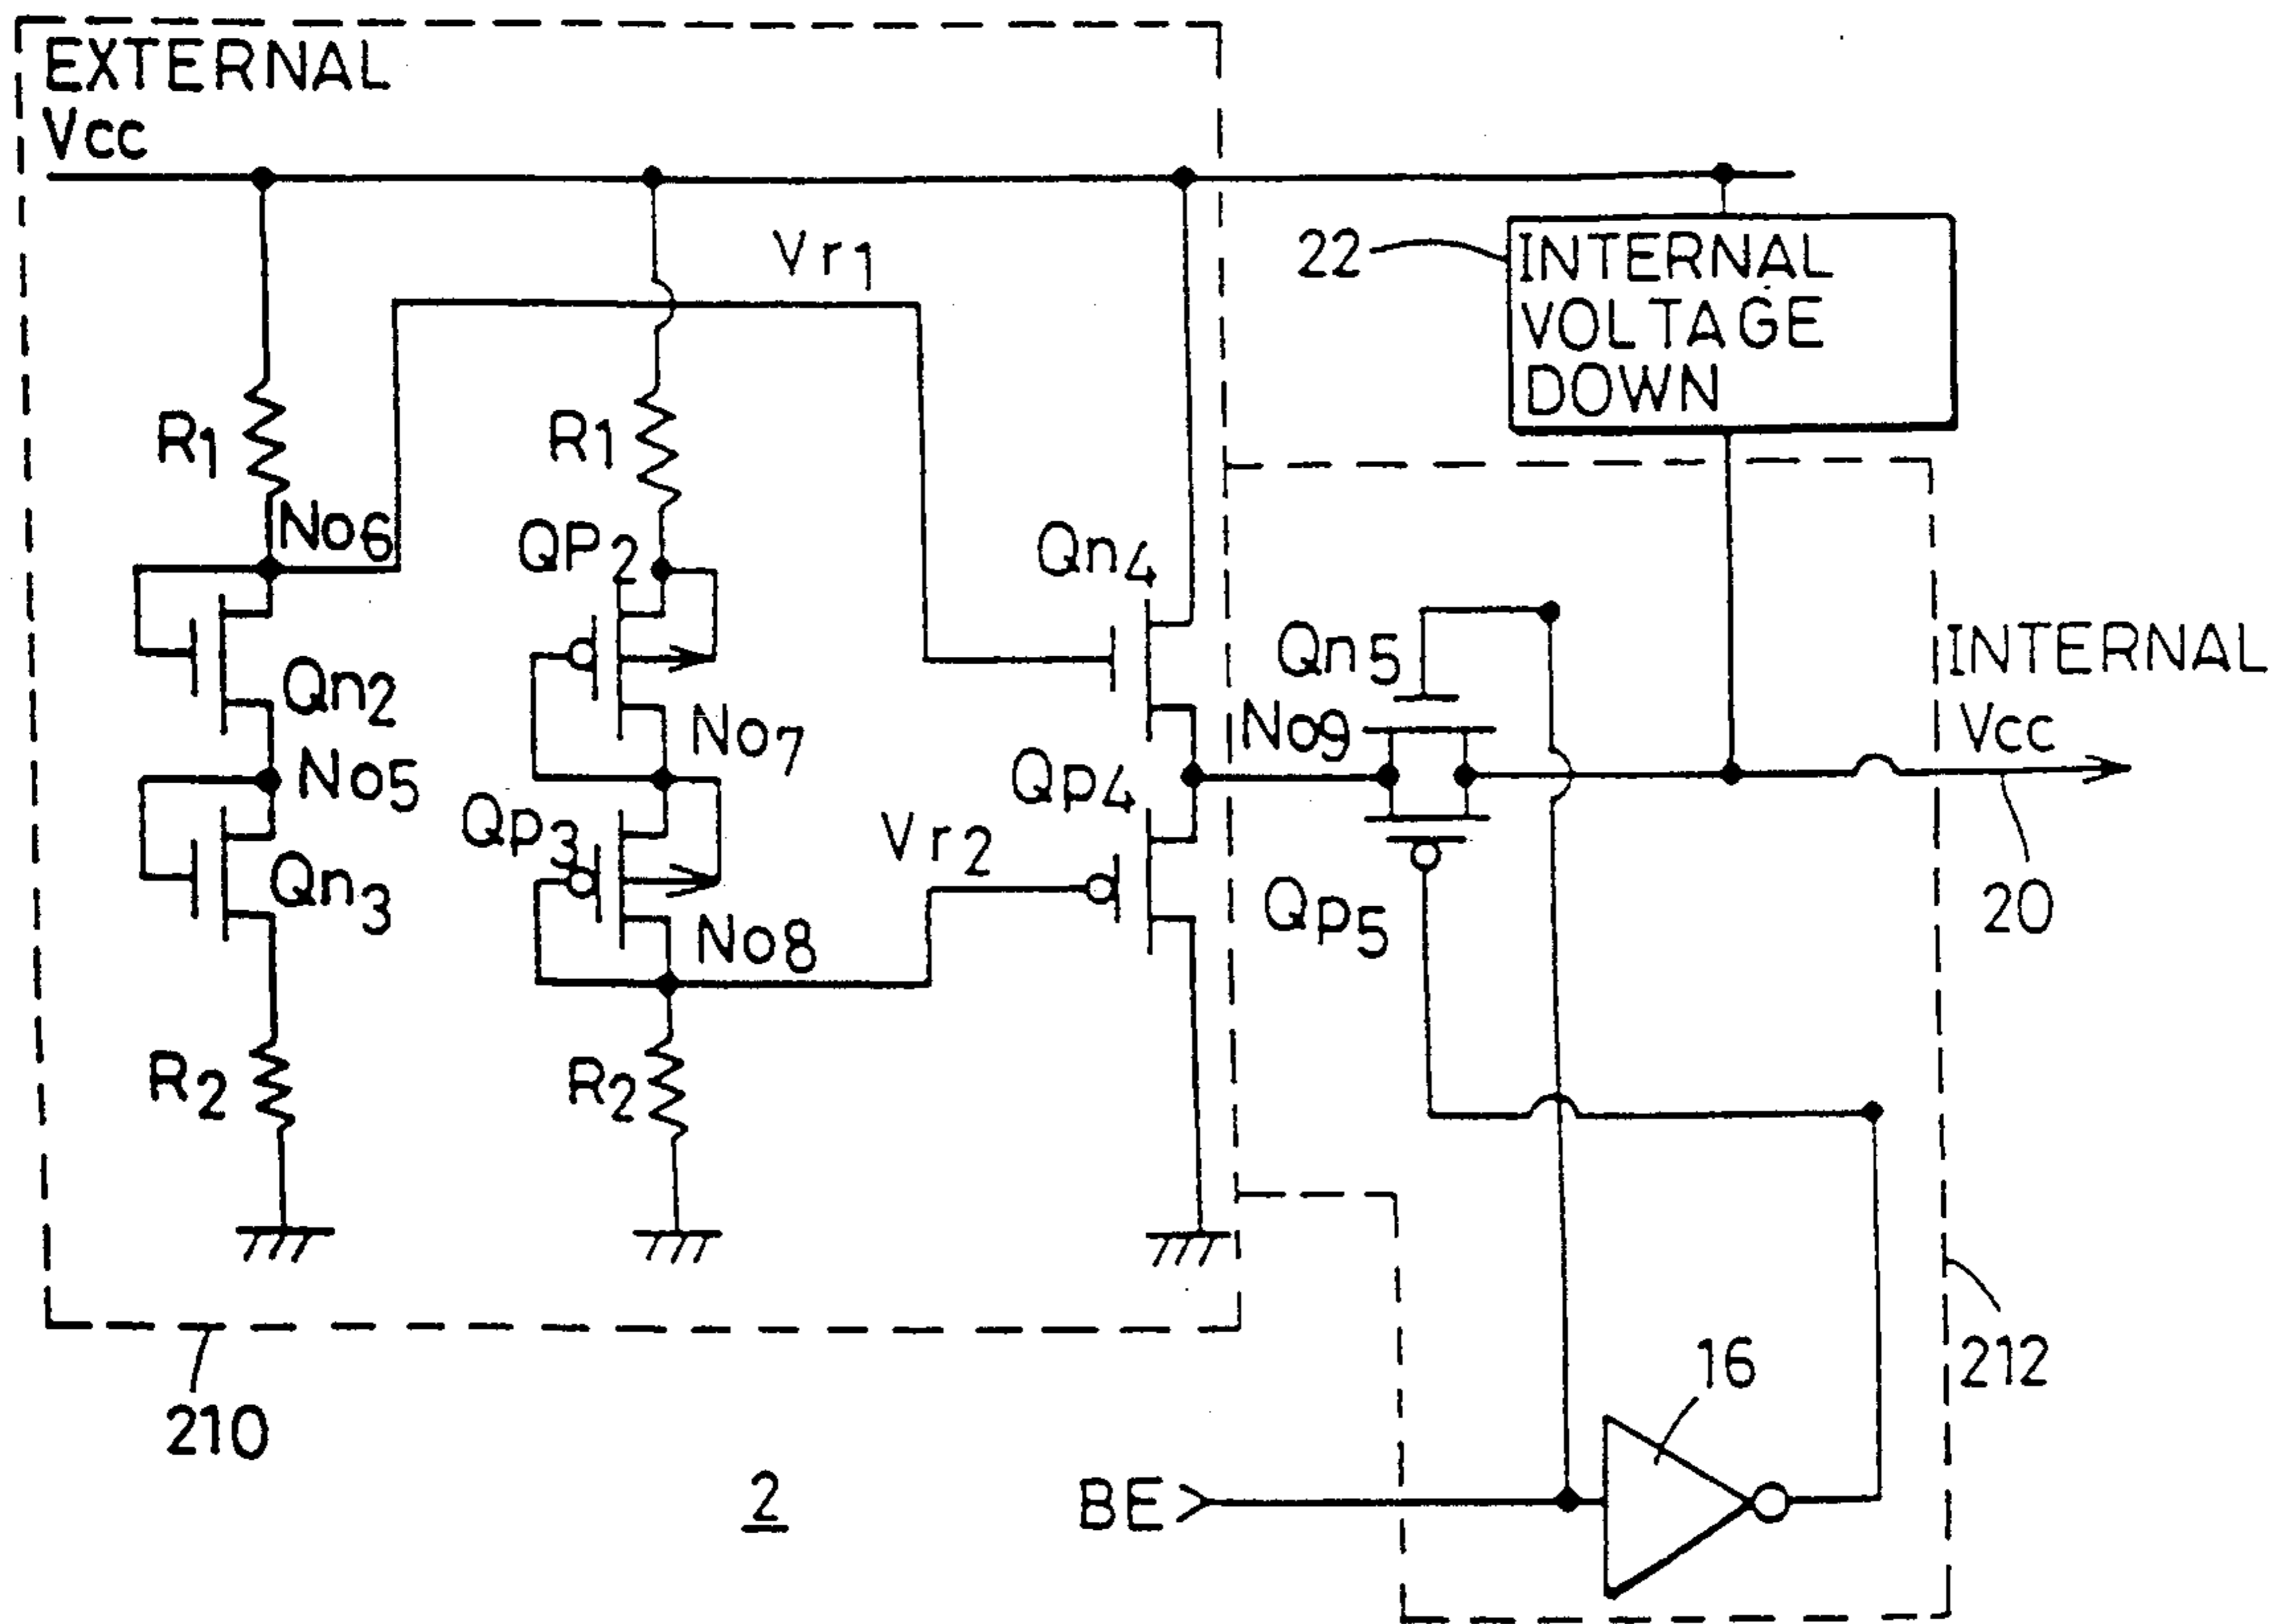 EXTERNAL
Vcc
Vr1
22
INTERNAL
VOLTAGE
DOWN
R1
R1
No6
QP2
Qn4
Qn5
INTERNAL
Vcc
Qn2
No7
No9
No5
Qp4
Qp3
Vr2
Qn3
Qp5
20
No8
R2
R2
16
212
210
2
BE